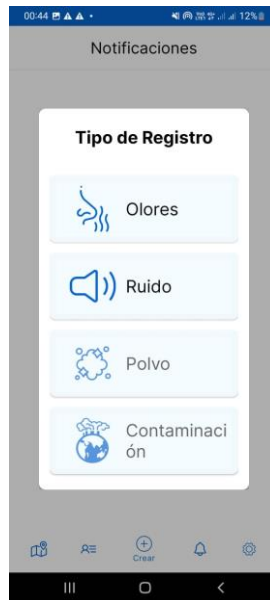 00:44
12%
Notificaciones
Tipo de Registro
Olores
Ruido
Polvo
Contaminaci
ón
Crear